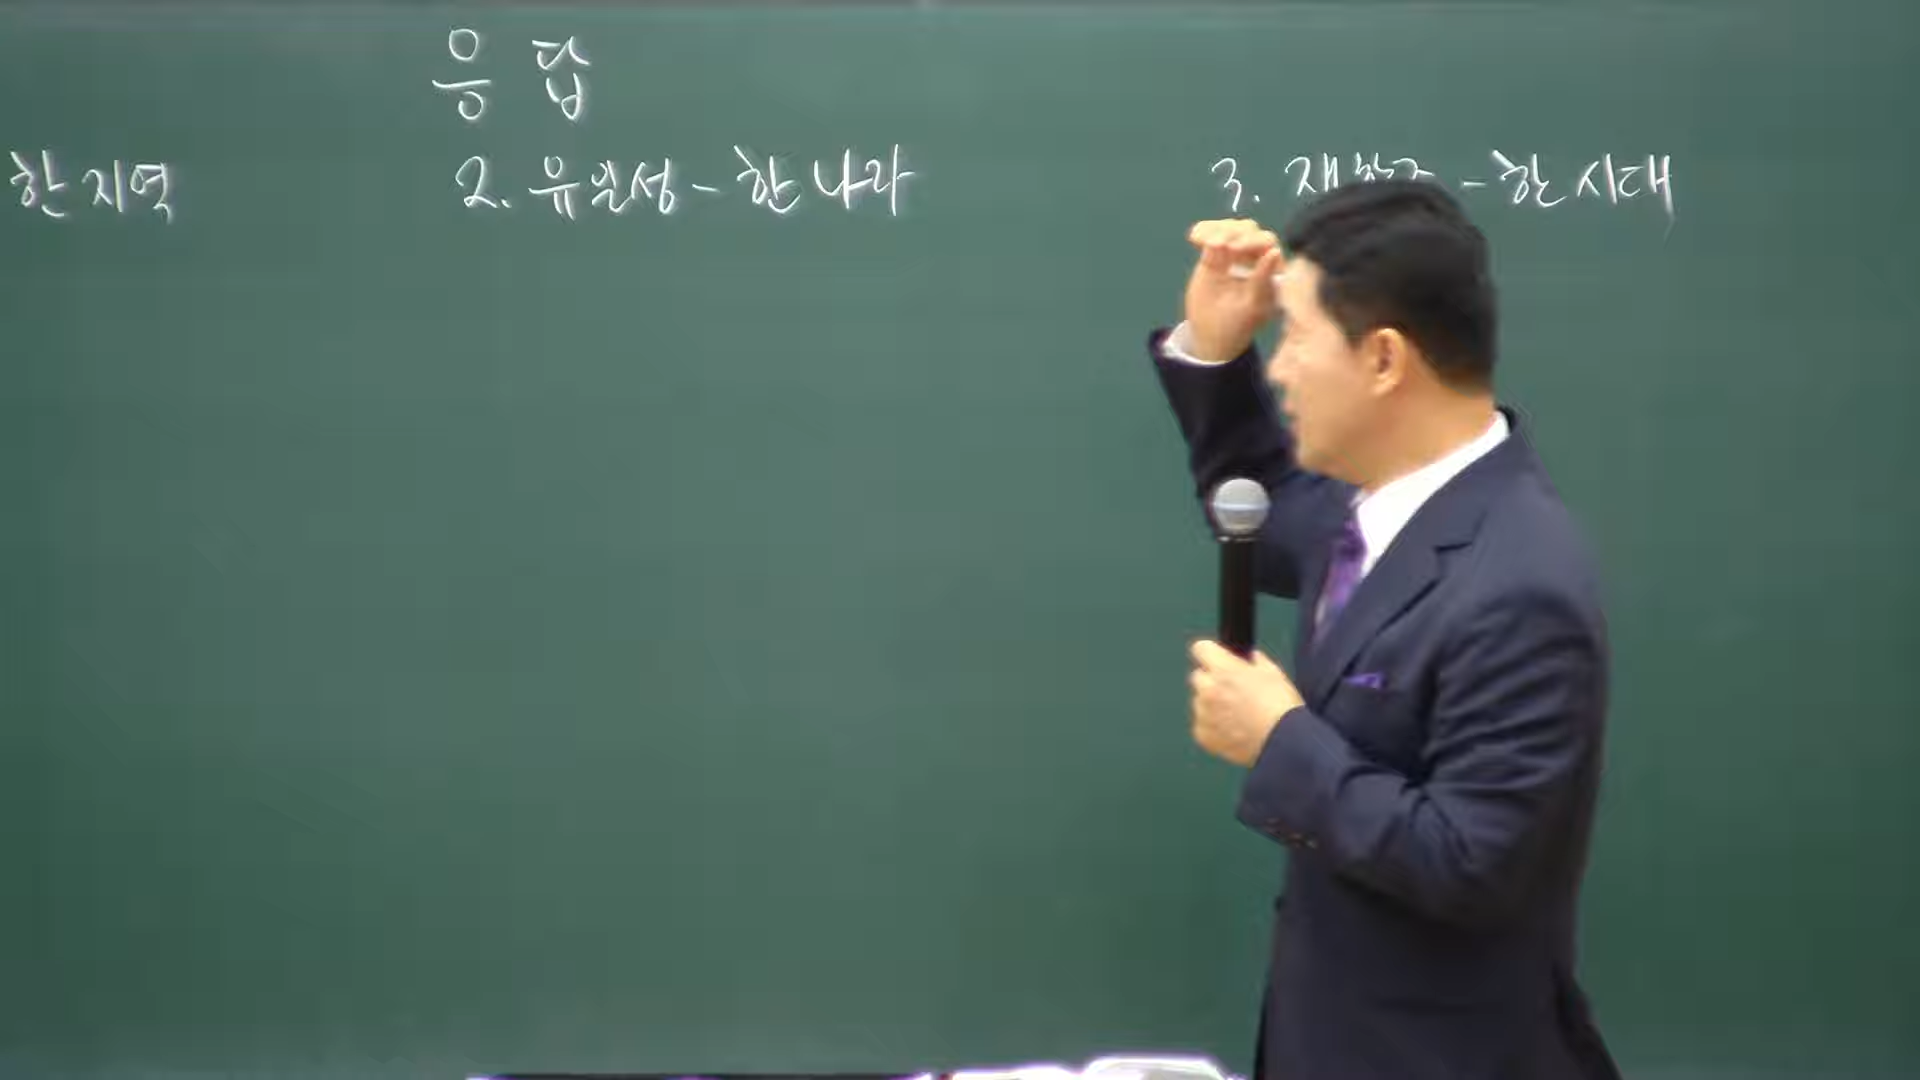 응답
한 지역 2. 유일성 - 한 나라 3. - 한 시대